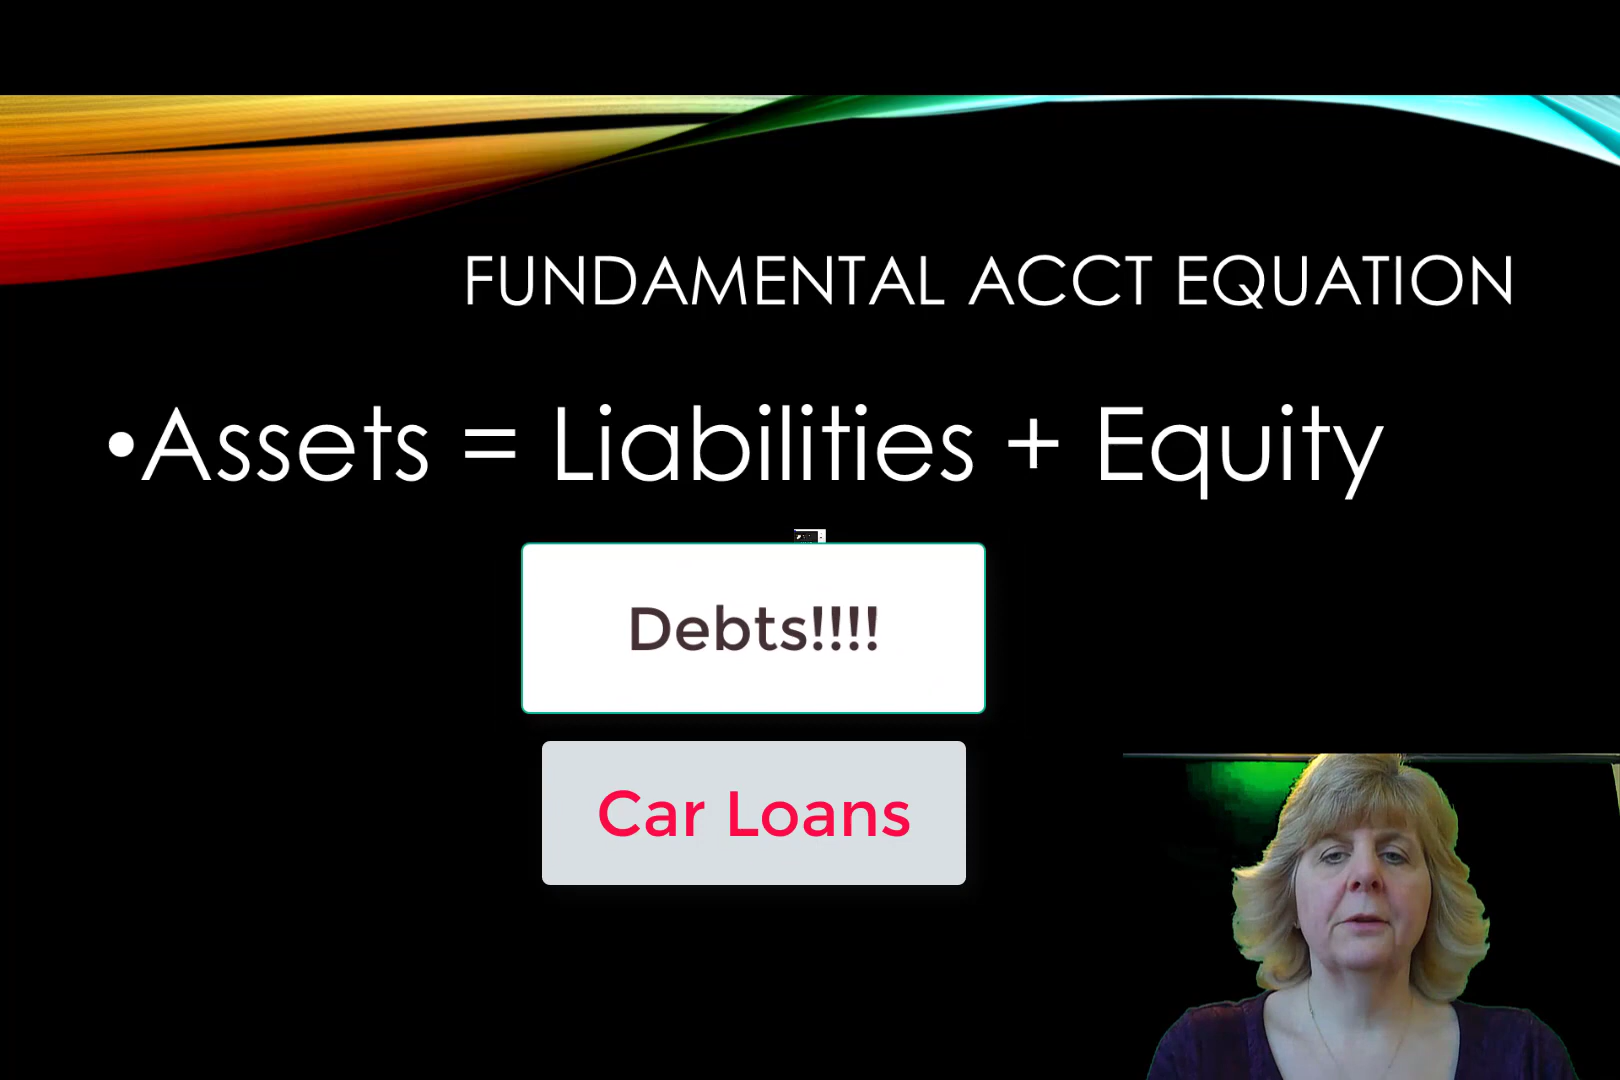 FUNDAMENTAL ACCT EQUATION
•Assets = Liabilities + Equity
Debts!!!!
Car Loans